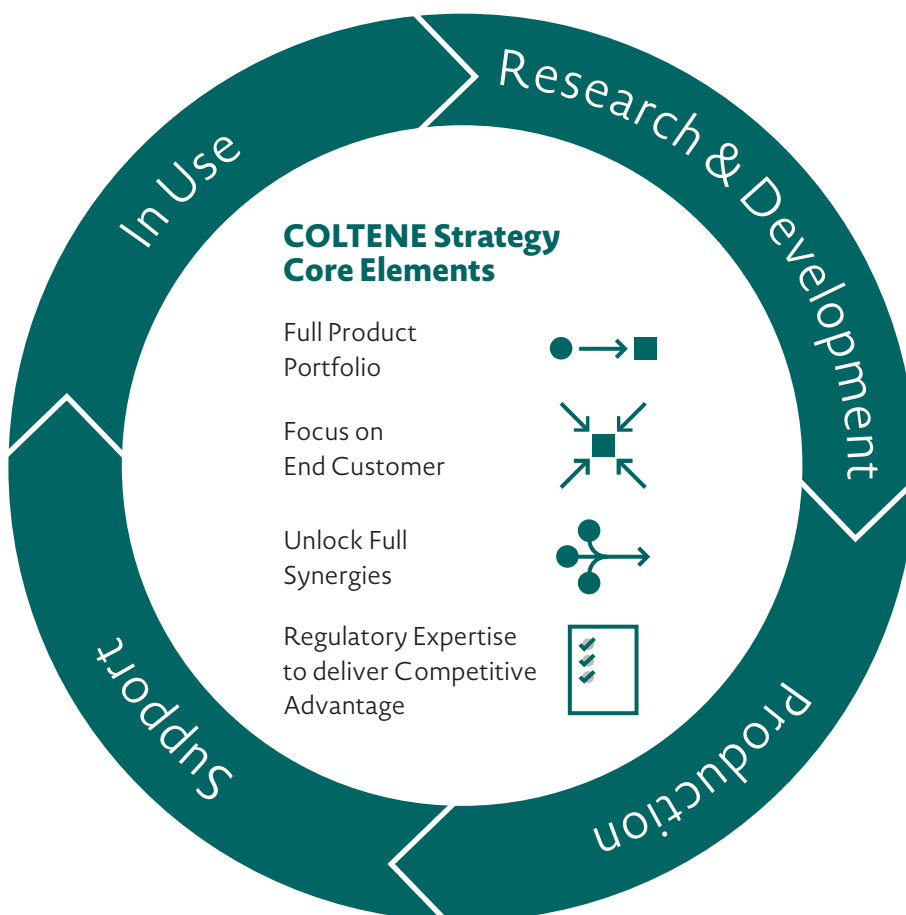 Research & Development
Production
Support
In Use
COLTENE Strategy
Core Elements
Full Product
Portfolio
Focus on
End Customer
Unlock Full
Synergies
Regulatory Expertise
to deliver Competitive
Advantage